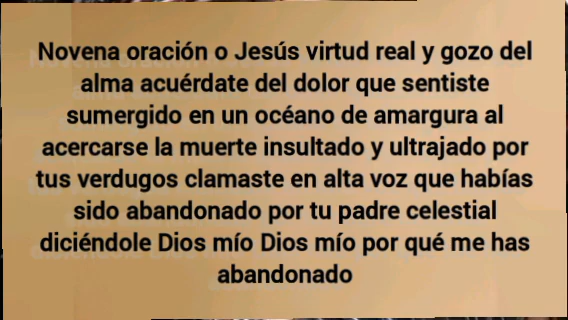 Novena oración o Jesús virtud real y gozo del
alma acuérdate del dolor que sentiste
sumergido en un océano de amargura al
acercarse la muerte insultado y ultrajado por
tus verdugos clamaste en alta voz que habías
sido abandonado por tu padre celestial
diciéndole Dios mío Dios mío por qué me has
abandonado